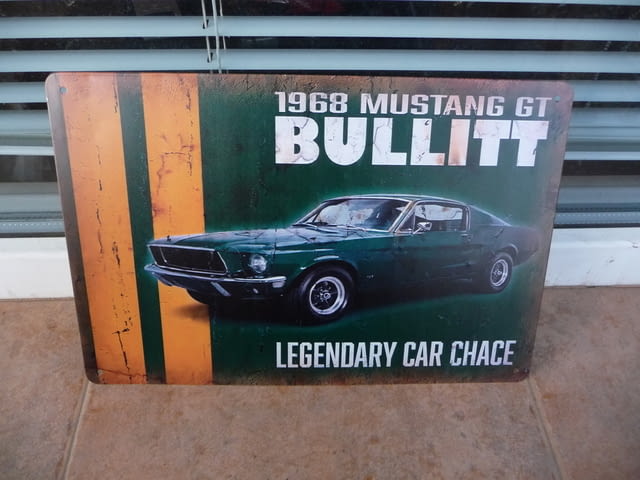 1968 MUSTANG GT
BULLITT
LEGENDARY CAR CHACE